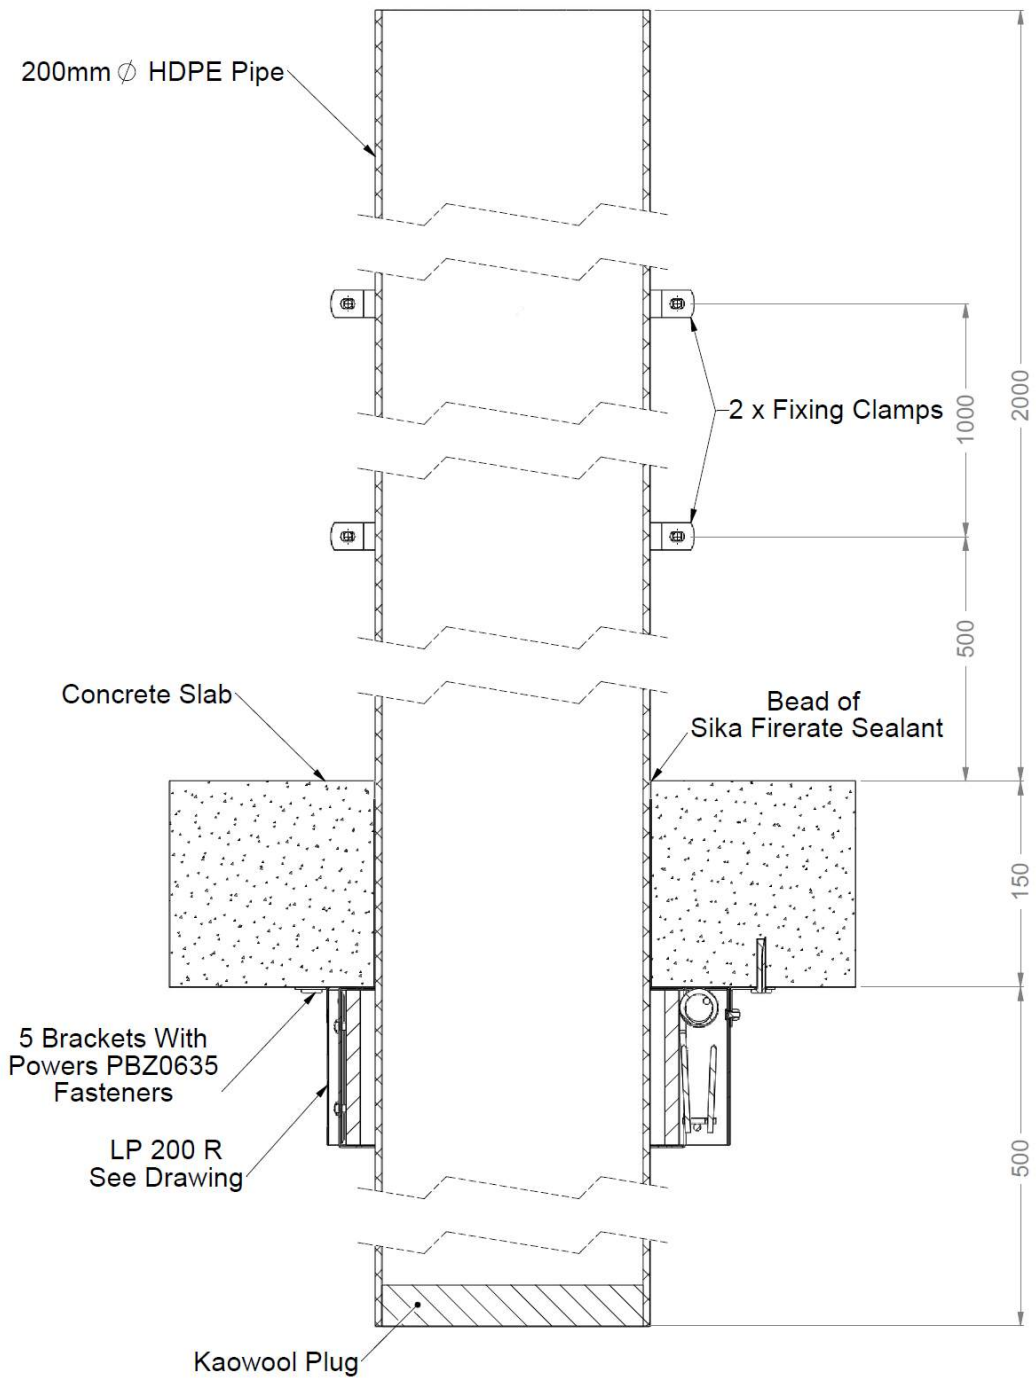 200mm ∅ HDPE Pipe
2 x Fixing Clamps
1000
2000
500
Concrete Slab
Bead of
Sika Firerate Sealant
150
5 Brackets With
Powers PBZ0635
Fasteners
LP 200 R
See Drawing
500
Kaowool Plug